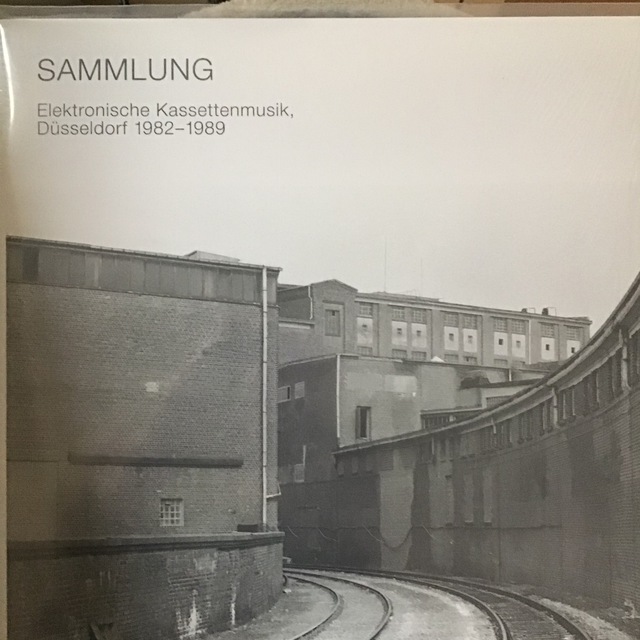 SAMMLUNG
Elektronische Kassettenmusik,
Düsseldorf 1982–1989